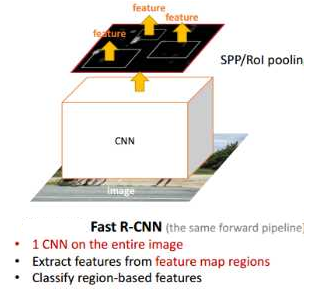 feature
feature
feature
SPP/RoI poolin
CNN
image
Fast R-CNN (the same forward pipeline)
• 1 CNN on the entire image
• Extract features from feature map regions
• Classify region-based features